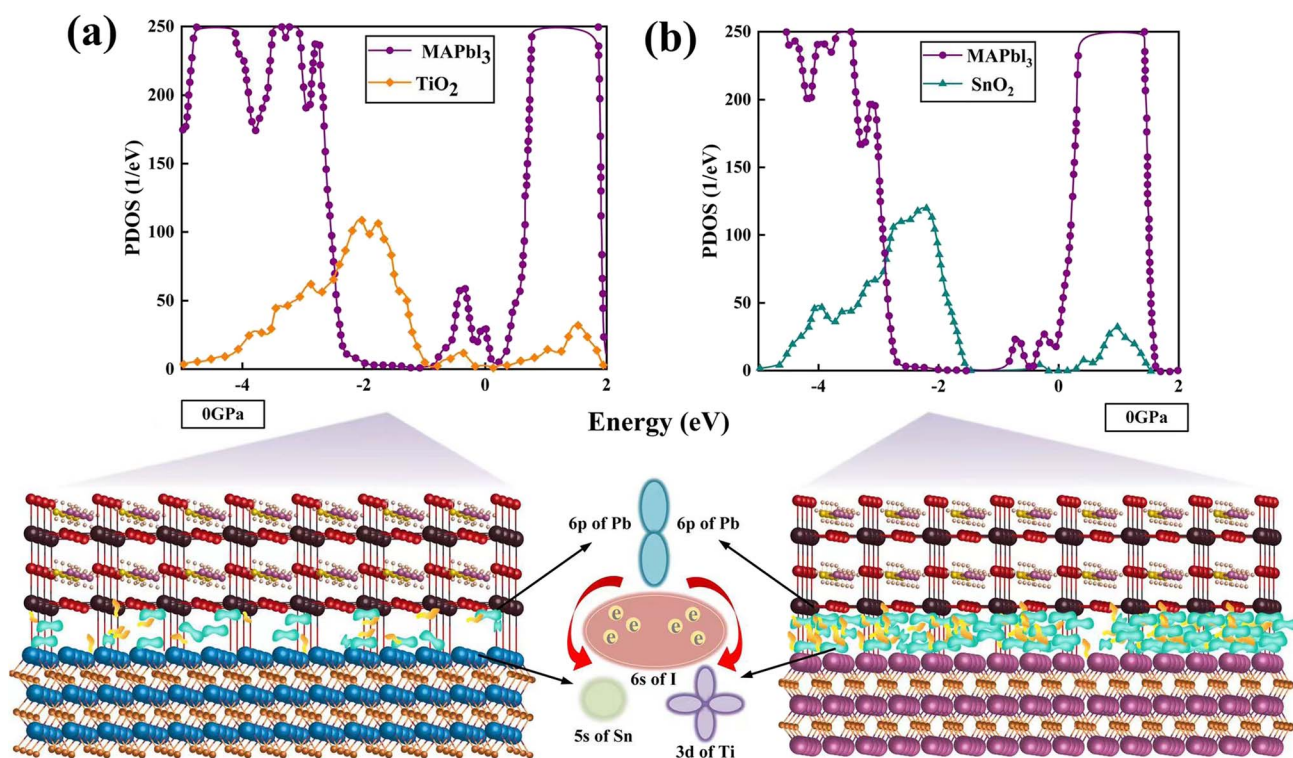 (a)
250
200
150
100
50
0
PDOS (1/eV)
MAPbI₃
TiO₂
-4
-2
0
2
0GPa
(b)
250
200
150
100
50
0
PDOS (1/eV)
MAPbI₃
SnO₂
-4
-2
0
2
0GPa
Energy (eV)
6p of Pb
6p of Pb
e e e e e e
6s of I
5s of Sn
3d of Ti